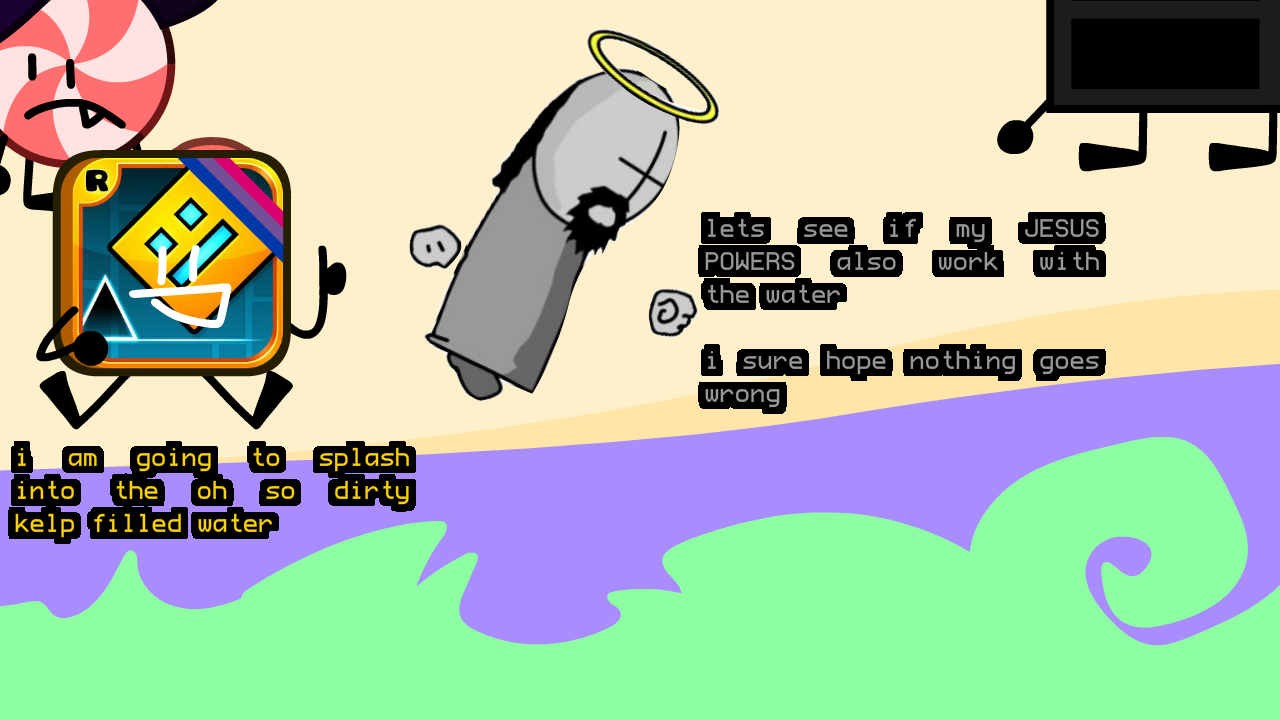 R
lets see if my JESUS
POWERS also work with
the water
i sure hope nothing goes
wrong
i am going to splash
into the oh so dirty
kelp filled water